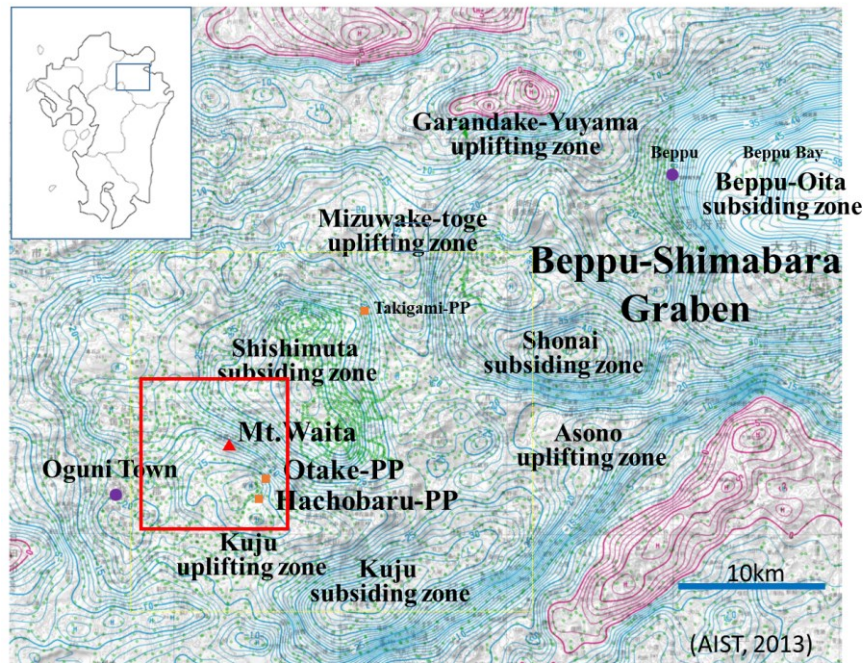 Garandake-Yuyama
uplifting zone
Beppu
Beppu Bay
Beppu-Oita
subsiding zone
Mizuwake-toge
uplifting zone
Beppu-Shimabara
Graben
Takigami-PP
Shishimuta
subsiding zone
Shonai
subsiding zone
Mt.Waita
Asono
uplifting zone
Oguni Town
Otake-PP
Hachobaru-PP
Kuju
uplifting zone
Kuju
subsiding zone
10km
(AIST, 2013)